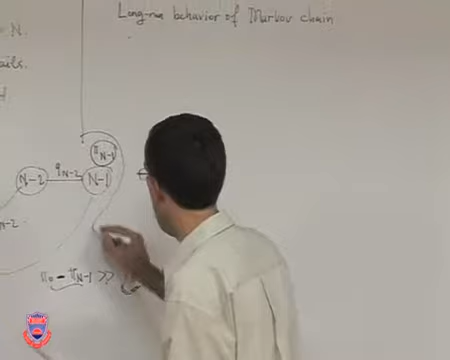 Long-run behavior of Markov chain
N.
ails.
d
π_{N-1}
N-2 q_{N-2} N-1
N-2
π_0 - π_{N-1} >>